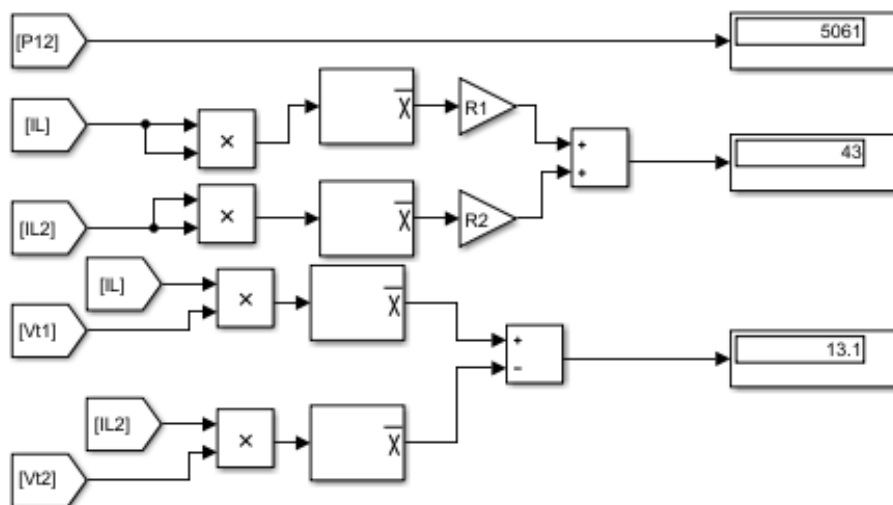 [P12]
5061
[IL]
×
X
R1
+
+
43
[IL2]
×
X
R2
[IL]
[Vt1]
×
X
+
−
13.1
[IL2]
[Vt2]
×
X